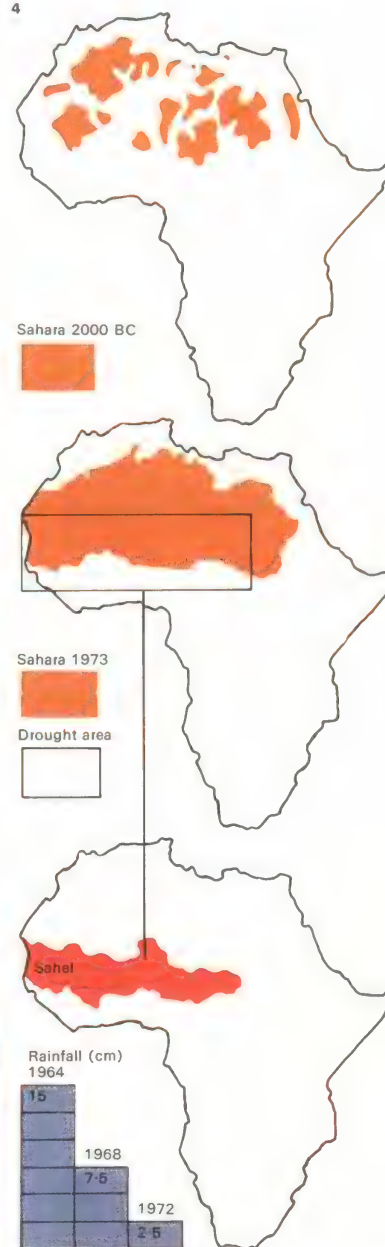 4
Sahara 2000 BC
Sahara 1973
Drought area
Sahel
Rainfall (cm)
1964
15
1968
7·5
1972
2·5